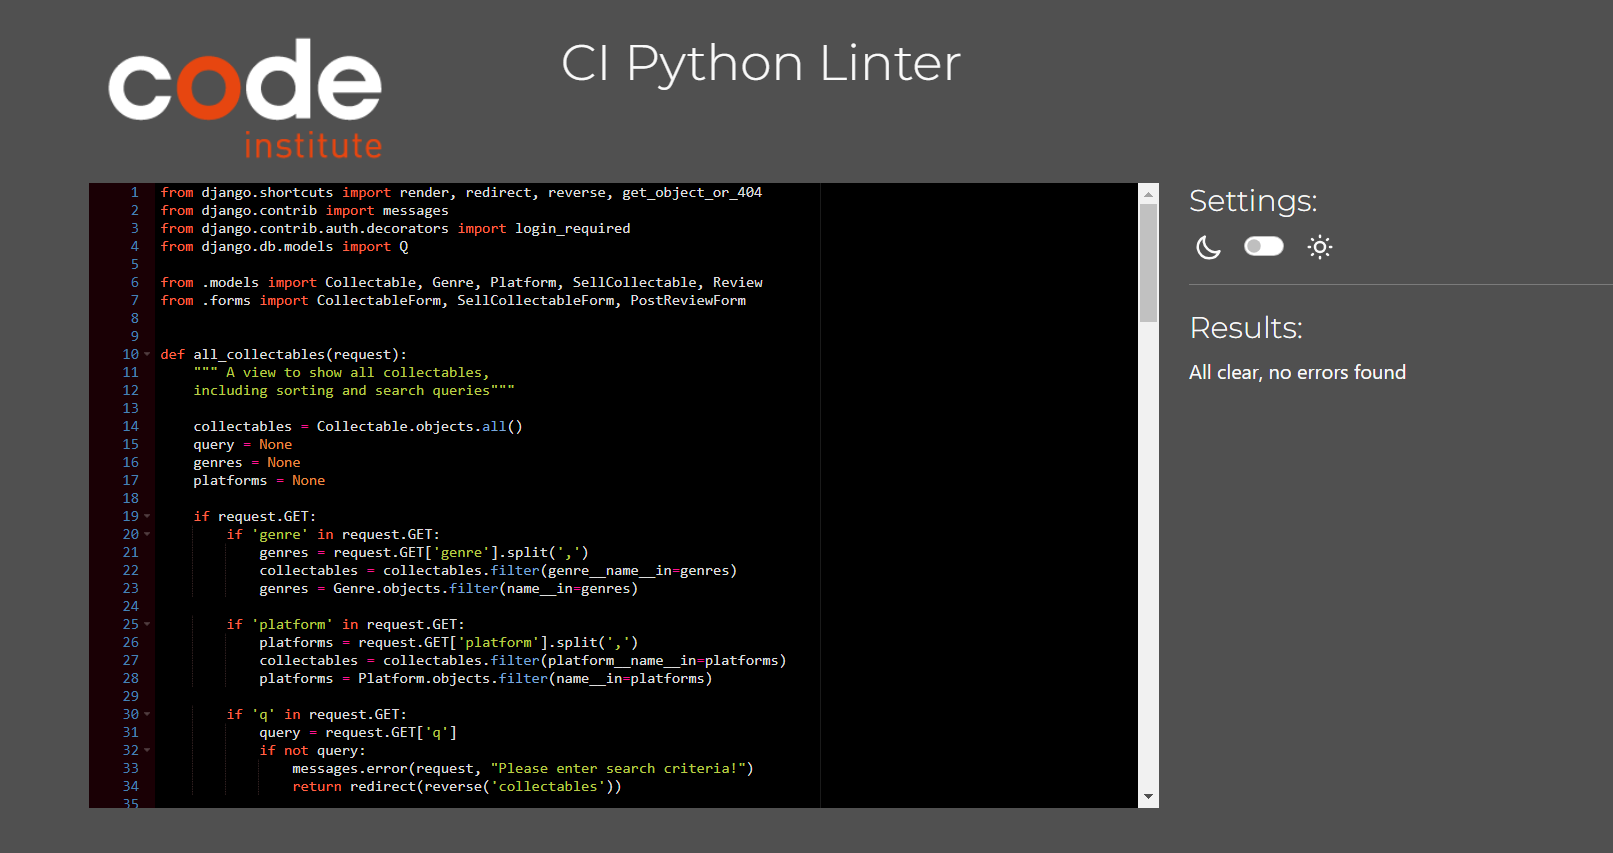 code
institute
CI Python Linter
1 from django.shortcuts import render, redirect, reverse, get_object_or_404
2 from django.contrib import messages
3 from django.contrib.auth.decorators import login_required
4 from django.db.models import Q
5
6 from .models import Collectable, Genre, Platform, SellCollectable, Review
7 from .forms import CollectableForm, SellCollectableForm, PostReviewForm
8
9
10 def all_collectables(request):
11     """ A view to show all collectables,
12     including sorting and search queries"""
13
14     collectables = Collectable.objects.all()
15     query = None
16     genres = None
17     platforms = None
18
19     if request.GET:
20         if 'genre' in request.GET:
21             genres = request.GET['genre'].split(',')
22             collectables = collectables.filter(genre__name__in=genres)
23             genres = Genre.objects.filter(name__in=genres)
24
25         if 'platform' in request.GET:
26             platforms = request.GET['platform'].split(',')
27             collectables = collectables.filter(platform__name__in=platforms)
28             platforms = Platform.objects.filter(name__in=platforms)
29
30         if 'q' in request.GET:
31             query = request.GET['q']
32             if not query:
33                 messages.error(request, "Please enter search criteria!")
34                 return redirect(reverse('collectables'))
35
Settings:
Results:
All clear, no errors found